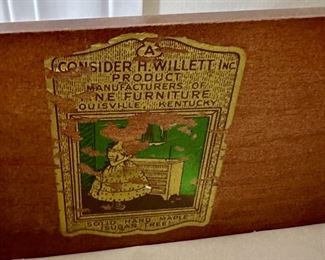 A
CONSIDER H. WILLETT INC.
PRODUCT
MANUFACTURERS OF
NE FURNITURE
OUISVILLE, KENTUCKY
SOLID HARD MAPLE
(SUGAR TREE)